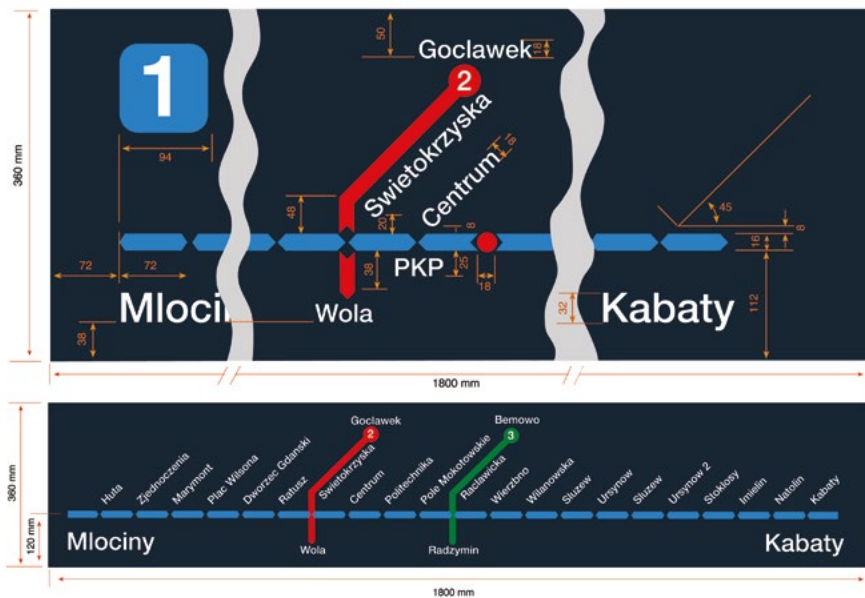 50
Goclawek
18
1
2
94
360 mm
Swietokrzyska
Centrum
18
48
20
8
45
8
16
72
72
38
PKP
25
18
Mlocir
Wola
32
Kabaty
112
38
1800 mm
360 mm
120 mm
Goclawek
2
Bemowo
3
Huta
Zjednoczenia
Marymont
Plac Wilsona
Dworzec Gdanski
Ratusz
Swietokrzyska
Centrum
Politechnika
Pole Mokotowskie
Raclawicka
Wierzbno
Wilanowska
Sluzew
Ursynow
Sluzew
Ursynow 2
Stoklosy
Imielin
Natolin
Kabaty
Mlociny
Wola
Radzymin
Kabaty
1800 mm